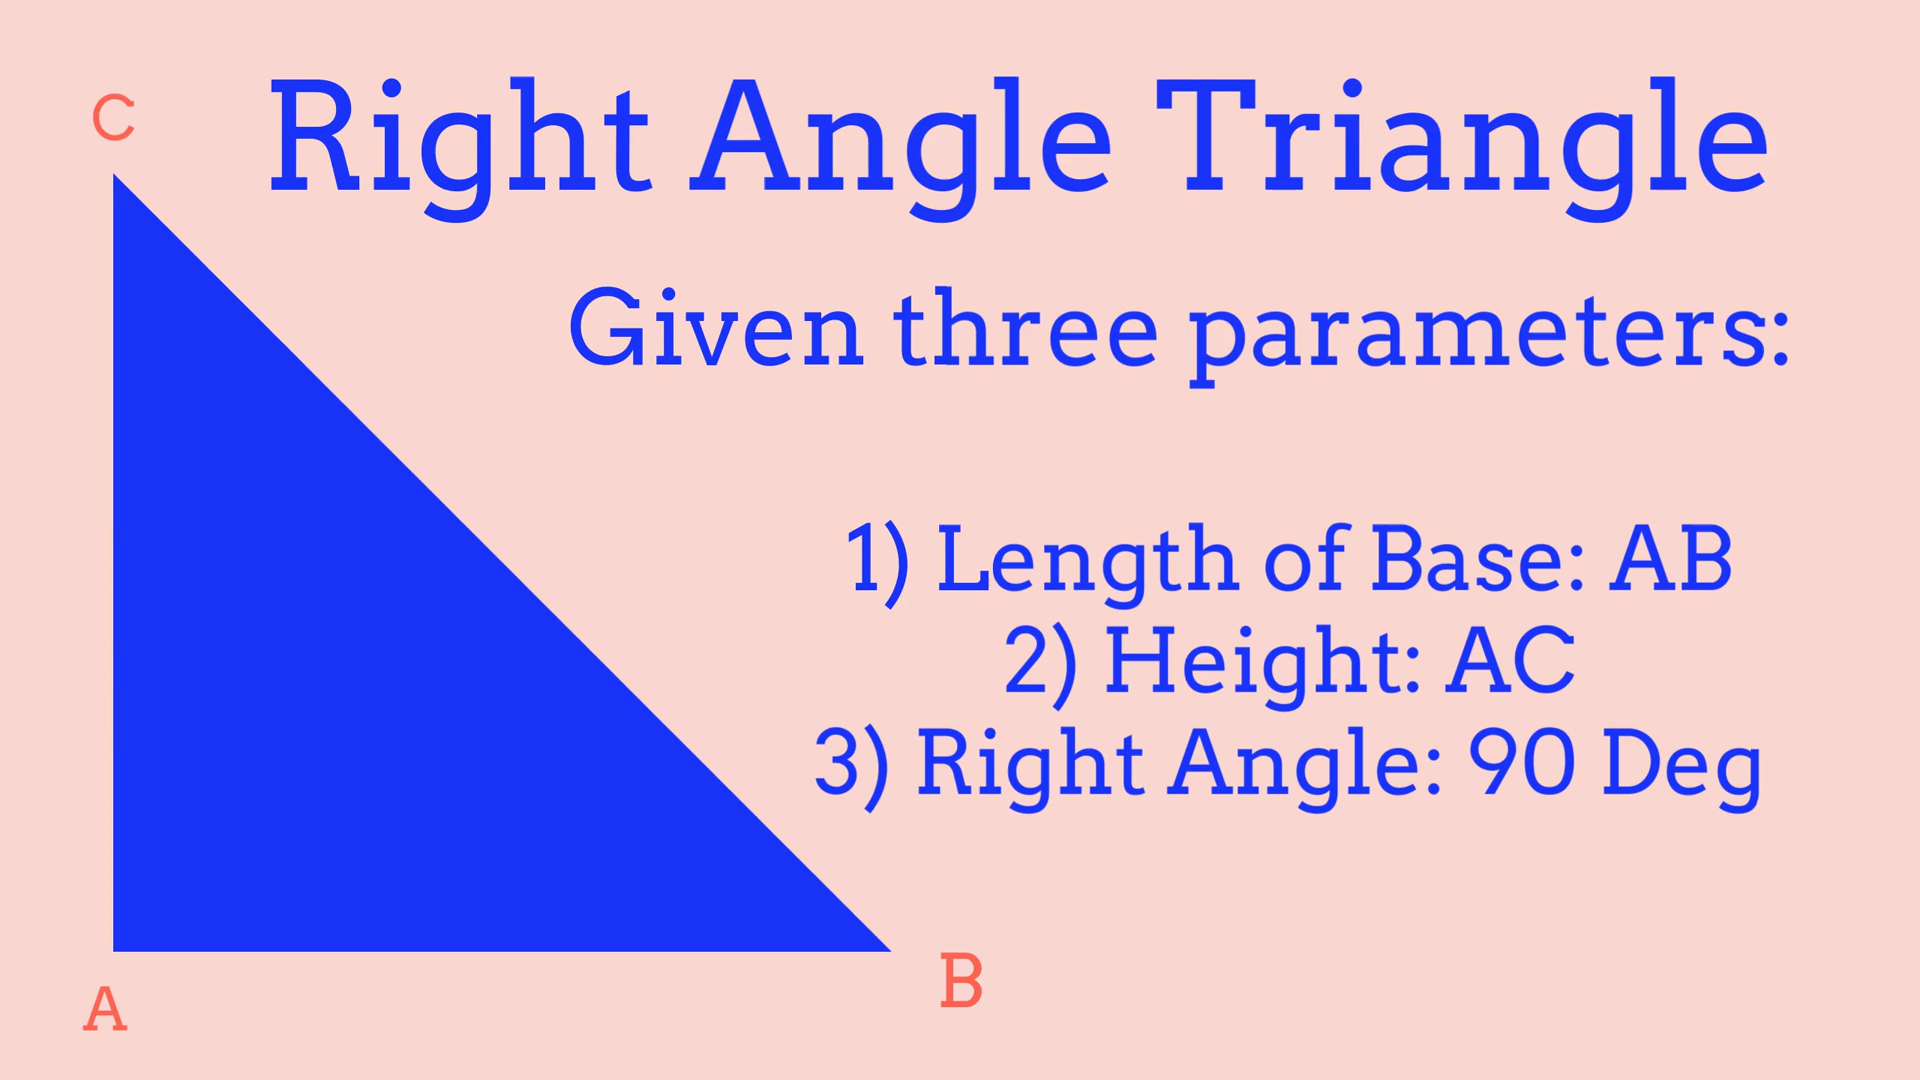 Right Angle Triangle
C
Given three parameters:
1) Length of Base: AB
2) Height: AC
3) Right Angle: 90 Deg
B
A